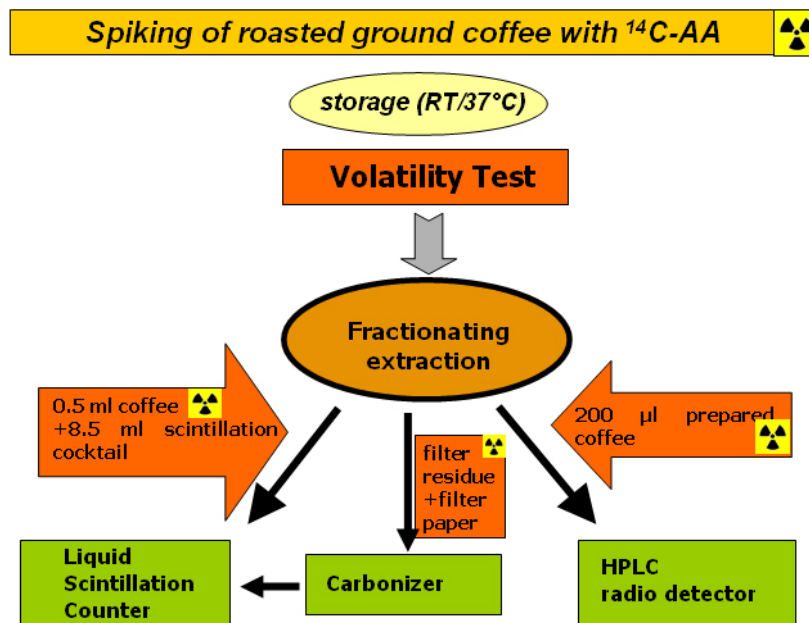 Spiking of roasted ground coffee with ¹⁴C-AA
storage (RT/37°C)
Volatility Test
Fractionating
extraction
0.5 ml coffee
+8.5 ml scintillation
cocktail
200 µl prepared
coffee
filter
residue
+filter
paper
Liquid
Scintillation
Counter
Carbonizer
HPLC
radio detector